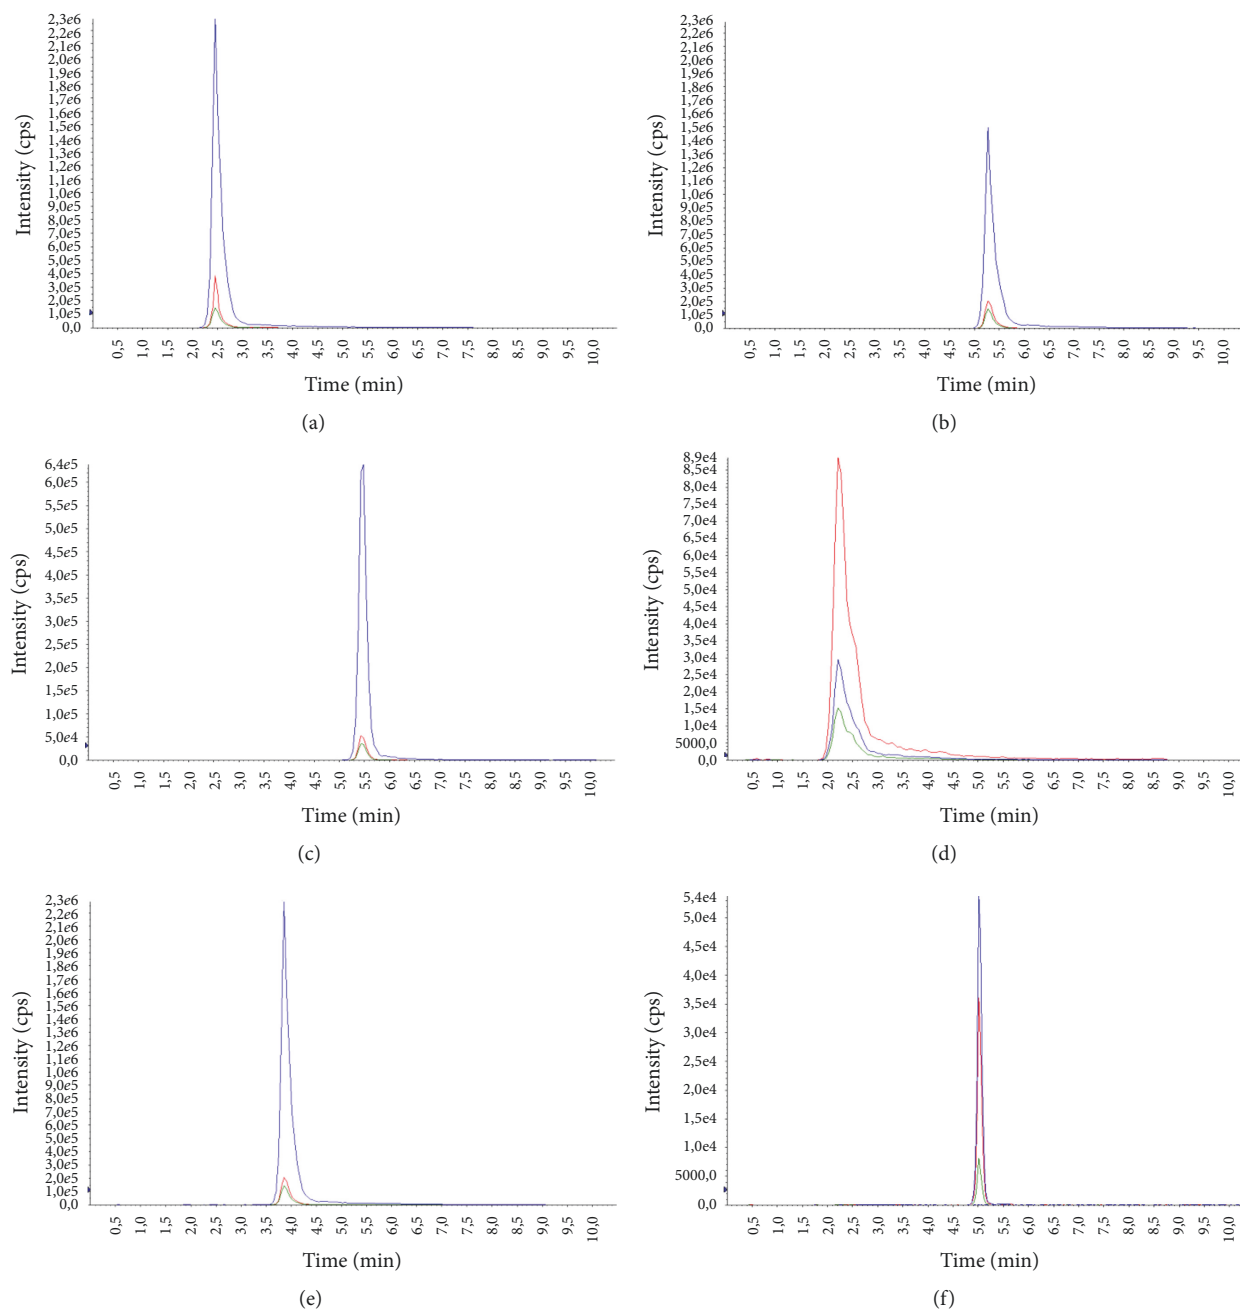 2,3e6
2,2e6
2,1e6
2,0e6
1,9e6
1,8e6
1,7e6
1,6e6
1,5e6
1,4e6
1,3e6
1,2e6
1,1e6
1,0e6
9,0e5
8,0e5
7,0e5
6,0e5
5,0e5
4,0e5
3,0e5
2,0e5
1,0e5
0,0
Intensity (cps)
0,5 1,0 1,5 2,0 2,5 3,0 3,5 4,0 4,5 5,0 5,5 6,0 6,5 7,0 7,5 8,0 8,5 9,0 9,5 10,0
Time (min)
(a)
2,3e6
2,2e6
2,1e6
2,0e6
1,9e6
1,8e6
1,7e6
1,6e6
1,5e6
1,4e6
1,3e6
1,2e6
1,1e6
1,0e6
9,0e5
8,0e5
7,0e5
6,0e5
5,0e5
4,0e5
3,0e5
2,0e5
1,0e5
0,0
Intensity (cps)
0,5 1,0 1,5 2,0 2,5 3,0 3,5 4,0 4,5 5,0 5,5 6,0 6,5 7,0 7,5 8,0 8,5 9,0 9,5 10,0
Time (min)
(b)
6,4e5
6,0e5
5,5e5
5,0e5
4,5e5
4,0e5
3,5e5
3,0e5
2,5e5
2,0e5
1,5e5
1,0e5
5,0e4
0,0
Intensity (cps)
0,5 1,0 1,5 2,0 2,5 3,0 3,5 4,0 4,5 5,0 5,5 6,0 6,5 7,0 7,5 8,0 8,5 9,0 9,5 10,0
Time (min)
(c)
8,9e4
8,5e4
8,0e4
7,5e4
7,0e4
6,5e4
6,0e4
5,5e4
5,0e4
4,5e4
4,0e4
3,5e4
3,0e4
2,5e4
2,0e4
1,5e4
1,0e4
5000,0
0,0
Intensity (cps)
0,5 1,0 1,5 2,0 2,5 3,0 3,5 4,0 4,5 5,0 5,5 6,0 6,5 7,0 7,5 8,0 8,5 9,0 9,5 10,0
Time (min)
(d)
2,3e6
2,2e6
2,1e6
2,0e6
1,9e6
1,8e6
1,7e6
1,6e6
1,5e6
1,4e6
1,3e6
1,2e6
1,1e6
1,0e6
9,0e5
8,0e5
7,0e5
6,0e5
5,0e5
4,0e5
3,0e5
2,0e5
1,0e5
0,0
Intensity (cps)
0,5 1,0 1,5 2,0 2,5 3,0 3,5 4,0 4,5 5,0 5,5 6,0 6,5 7,0 7,5 8,0 8,5 9,0 9,5 10,0
Time (min)
(e)
5,4e4
5,0e4
4,5e4
4,0e4
3,5e4
3,0e4
2,5e4
2,0e4
1,5e4
1,0e4
5000,0
0,0
Intensity (cps)
0,5 1,0 1,5 2,0 2,5 3,0 3,5 4,0 4,5 5,0 5,5 6,0 6,5 7,0 7,5 8,0 8,5 9,0 9,5 10,0
Time (min)
(f)